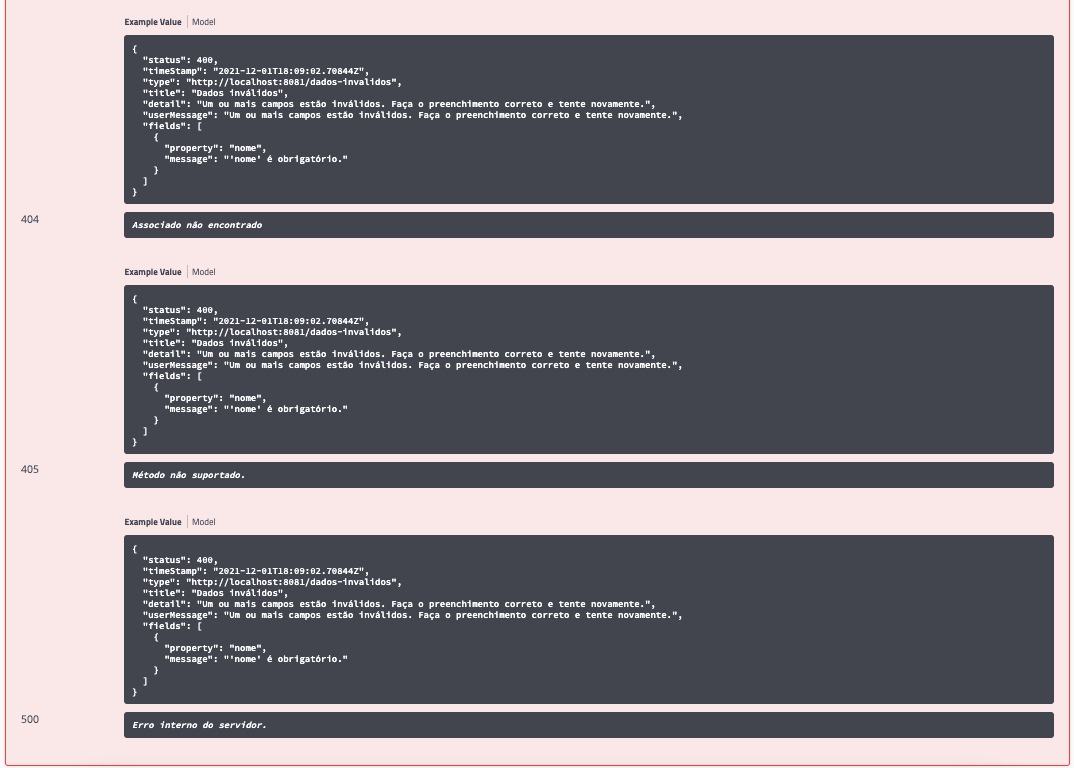 Example Value | Model
{
  "status": 400,
  "timeStamp": "2021-12-01T18:09:02.70844Z",
  "type": "http://localhost:8081/dados-invalidos",
  "title": "Dados inválidos",
  "detail": "Um ou mais campos estão inválidos. Faça o preenchimento correto e tente novamente.",
  "userMessage": "Um ou mais campos estão inválidos. Faça o preenchimento correto e tente novamente.",
  "fields": [
    {
      "property": "nome",
      "message": "'nome' é obrigatório."
    }
  ]
}
404
Associado não encontrado
Example Value | Model
{
  "status": 400,
  "timeStamp": "2021-12-01T18:09:02.70844Z",
  "type": "http://localhost:8081/dados-invalidos",
  "title": "Dados inválidos",
  "detail": "Um ou mais campos estão inválidos. Faça o preenchimento correto e tente novamente.",
  "userMessage": "Um ou mais campos estão inválidos. Faça o preenchimento correto e tente novamente.",
  "fields": [
    {
      "property": "nome",
      "message": "'nome' é obrigatório."
    }
  ]
}
405
Método não suportado.
Example Value | Model
{
  "status": 400,
  "timeStamp": "2021-12-01T18:09:02.70844Z",
  "type": "http://localhost:8081/dados-invalidos",
  "title": "Dados inválidos",
  "detail": "Um ou mais campos estão inválidos. Faça o preenchimento correto e tente novamente.",
  "userMessage": "Um ou mais campos estão inválidos. Faça o preenchimento correto e tente novamente.",
  "fields": [
    {
      "property": "nome",
      "message": "'nome' é obrigatório."
    }
  ]
}
500
Erro interno do servidor.